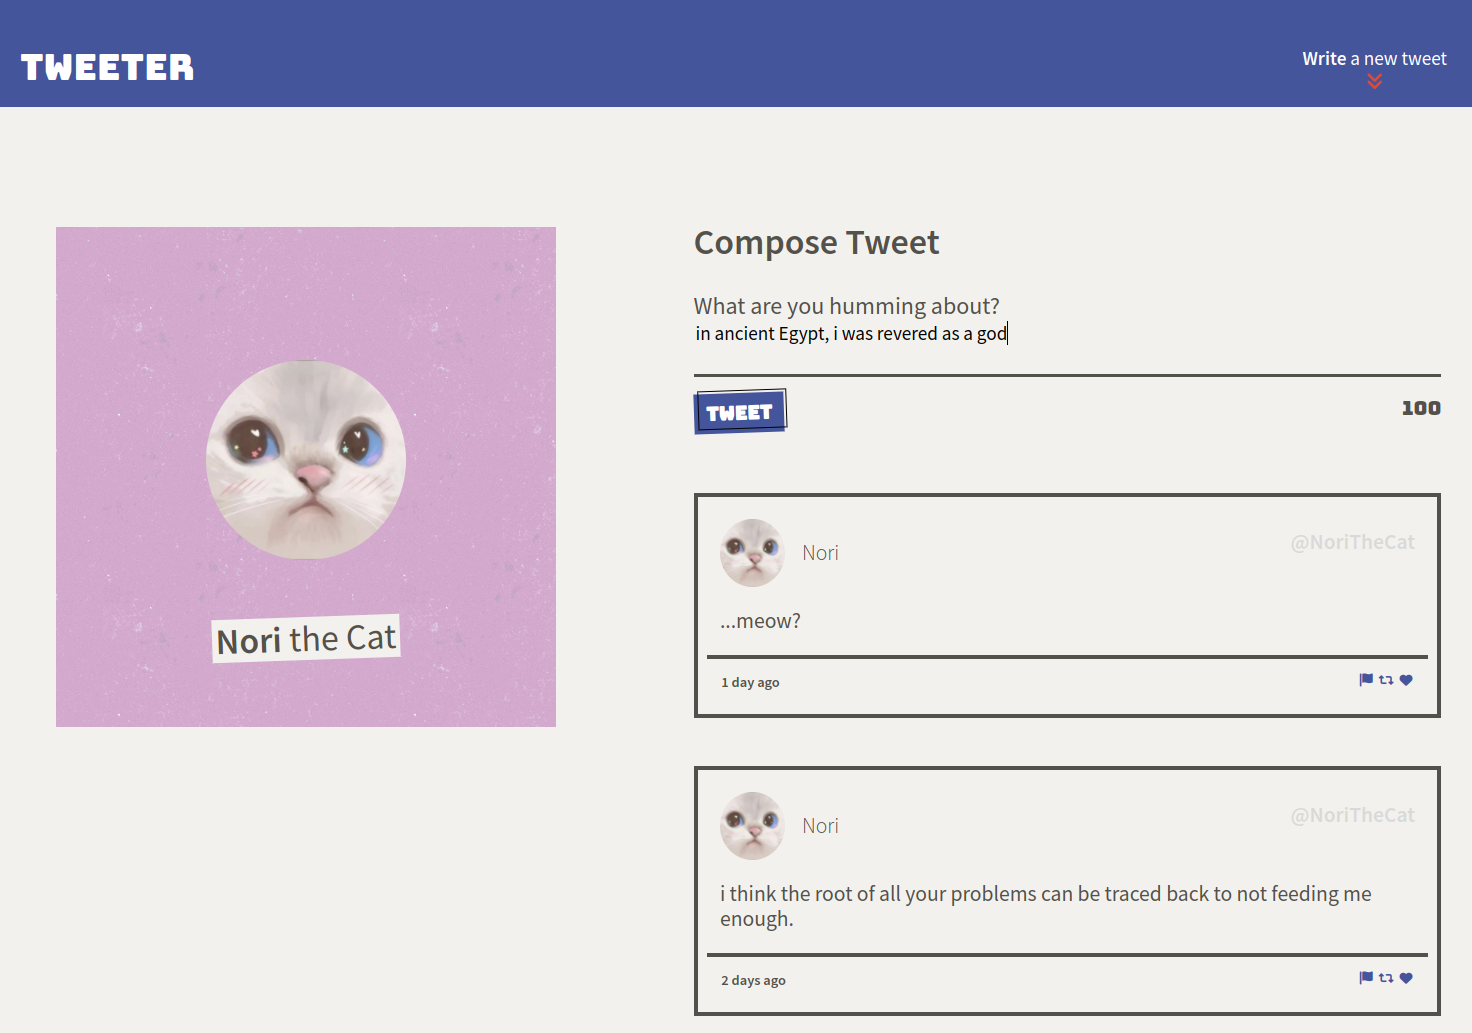 TWEETER
Write a new tweet
Nori the Cat
Compose Tweet
What are you humming about?
in ancient Egypt, i was revered as a god
TWEET
100
Nori
@NoriTheCat
...meow?
1 day ago
Nori
@NoriTheCat
i think the root of all your problems can be traced back to not feeding me
enough.
2 days ago